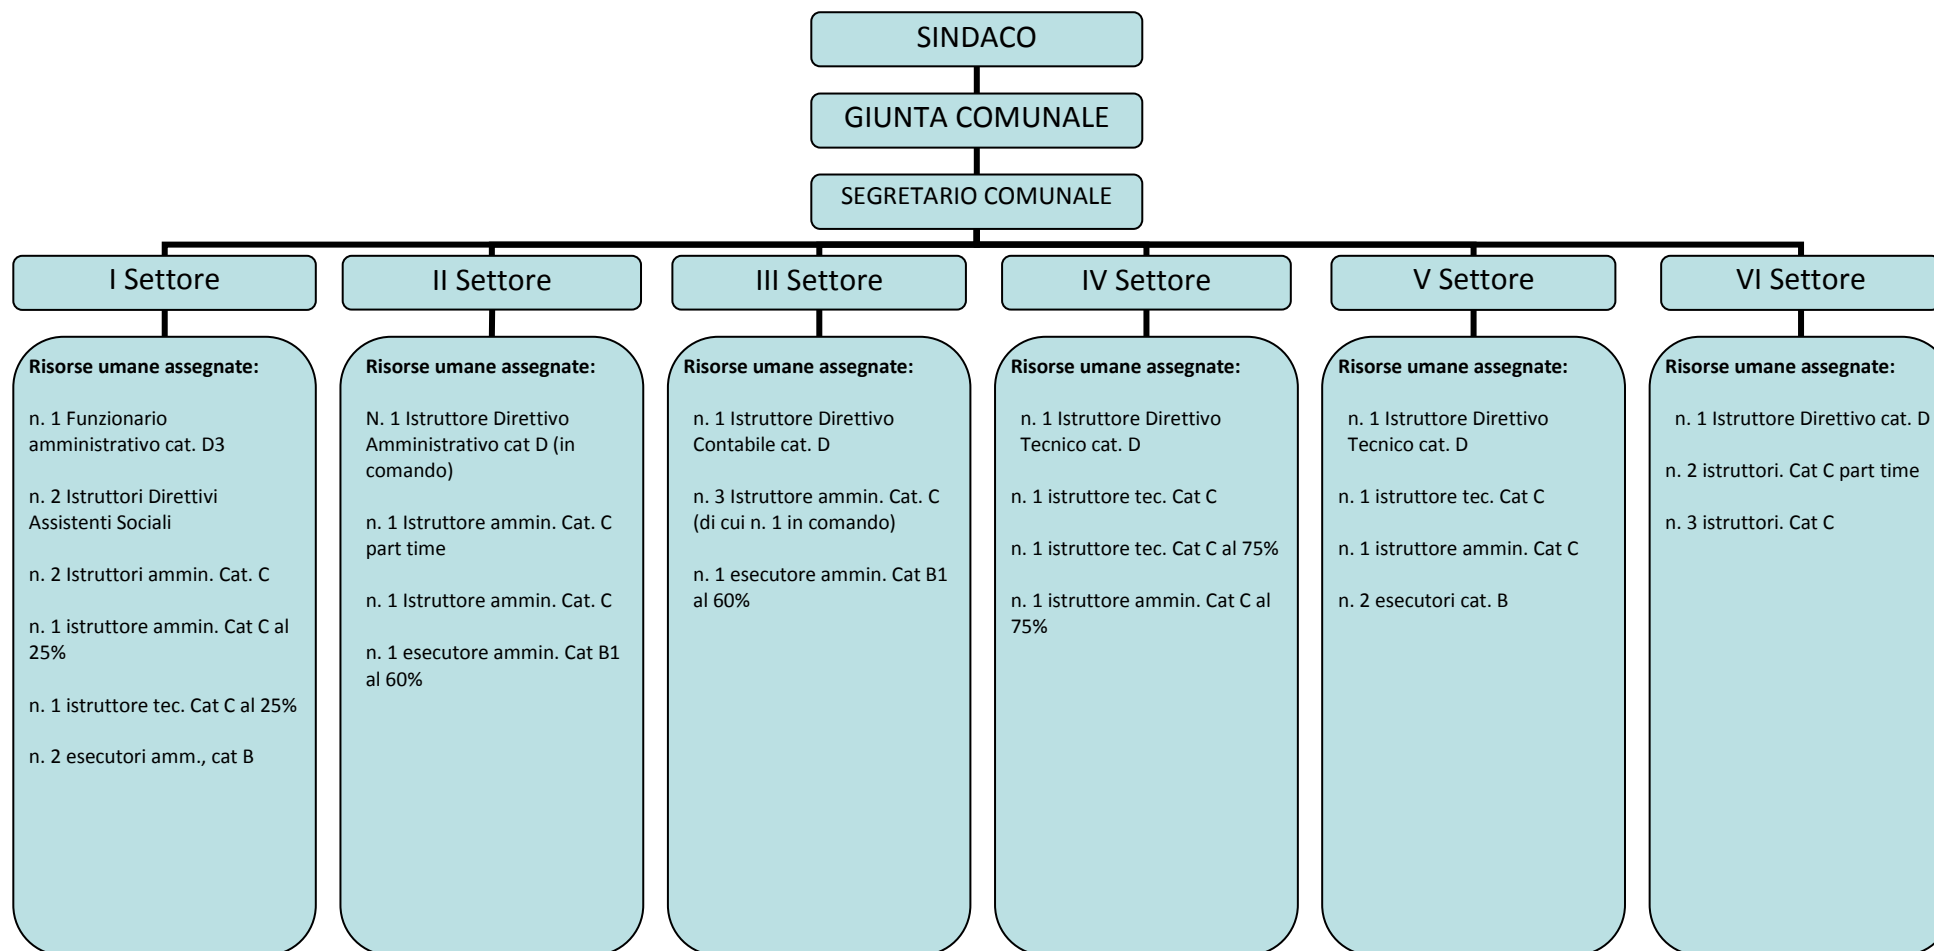 SINDACO
GIUNTA COMUNALE
SEGRETARIO COMUNALE
I Settore
II Settore
III Settore
IV Settore
V Settore
VI Settore
Risorse umane assegnate:
n. 1 Funzionario
amministrativo cat. D3
n. 2 Istruttori Direttivi
Assistenti Sociali
n. 2 Istruttori ammin. Cat. C
n. 1 istruttore ammin. Cat C al
25%
n. 1 istruttore tec. Cat C al 25%
n. 2 esecutori amm., cat B
Risorse umane assegnate:
N. 1 Istruttore Direttivo
Amministrativo cat D (in
comando)
n. 1 Istruttore ammin. Cat. C
part time
n. 1 Istruttore ammin. Cat. C
n. 1 esecutore ammin. Cat B1
al 60%
Risorse umane assegnate:
n. 1 Istruttore Direttivo
Contabile cat. D
n. 3 Istruttore ammin. Cat. C
(di cui n. 1 in comando)
n. 1 esecutore ammin. Cat B1
al 60%
Risorse umane assegnate:
n. 1 Istruttore Direttivo
Tecnico cat. D
n. 1 istruttore tec. Cat C
n. 1 istruttore tec. Cat C al 75%
n. 1 istruttore ammin. Cat C al
75%
Risorse umane assegnate:
n. 1 Istruttore Direttivo
Tecnico cat. D
n. 1 istruttore tec. Cat C
n. 1 istruttore ammin. Cat C
n. 2 esecutori cat. B
Risorse umane assegnate:
n. 1 Istruttore Direttivo cat. D
n. 2 istruttori. Cat C part time
n. 3 istruttori. Cat C